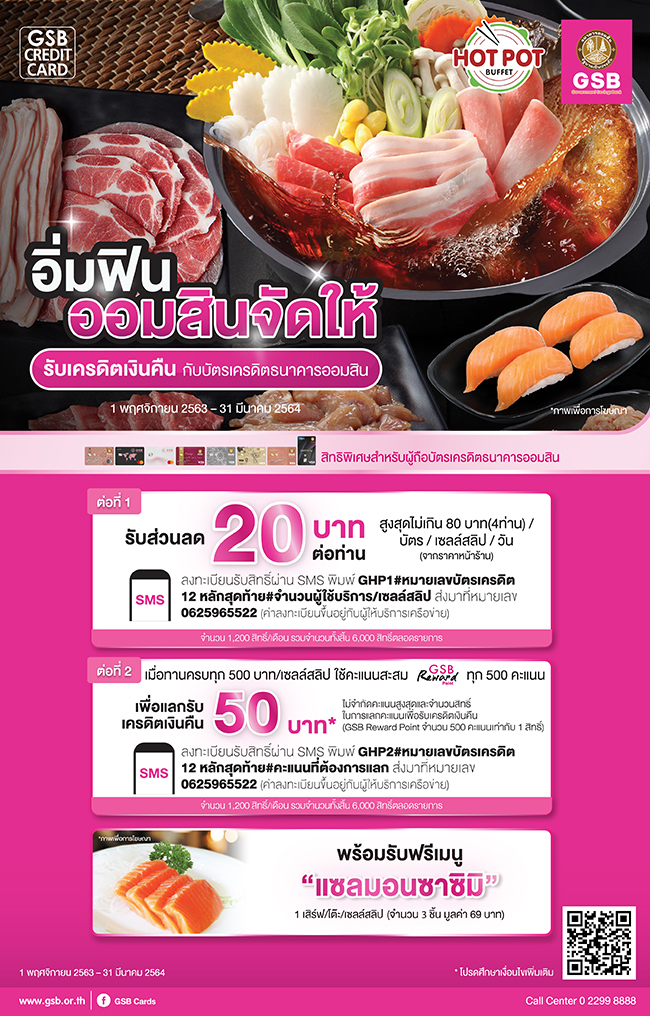 GSB
CREDIT
CARD
HOT POT
BUFFET
GSB
Government Savings Bank
อิ่มฟิน
ออมสินจัดให้
รับเครดิตเงินคืน กับบัตรเครดิตธนาคารออมสิน
1 พฤศจิกายน 2563 – 31 มีนาคม 2564
*ภาพเพื่อการโฆษณา
สิทธิพิเศษสำหรับผู้ถือบัตรเครดิตธนาคารออมสิน
ต่อที่ 1
รับส่วนลด 20 บาท
ต่อท่าน
สูงสุดไม่เกิน 80 บาท(4ท่าน) /
บัตร / เซลล์สลิป / วัน
(จากราคาหน้าร้าน)
SMS
ลงทะเบียนรับสิทธิ์ผ่าน SMS พิมพ์ GHP1#หมายเลขบัตรเครดิต
12 หลักสุดท้าย#จำนวนผู้ใช้บริการ/เซลล์สลิป ส่งมาที่หมายเลข
0625965522 (ค่าลงทะเบียนขึ้นอยู่กับผู้ให้บริการเครือข่าย)
จำนวน 1,200 สิทธิ์/เดือน รวมจำนวนทั้งสิ้น 6,000 สิทธิ์ตลอดรายการ
ต่อที่ 2
เมื่อทานครบทุก 500 บาท/เซลล์สลิป ใช้คะแนนสะสม GSB Reward Point ทุก 500 คะแนน
เพื่อแลกรับ
เครดิตเงินคืน 50 บาท*
ไม่จำกัดคะแนนสูงสุดและจำนวนสิทธิ์
ในการแลกคะแนนเพื่อรับเครดิตเงินคืน
(GSB Reward Point จำนวน 500 คะแนนเท่ากับ 1 สิทธิ์)
SMS
ลงทะเบียนรับสิทธิ์ผ่าน SMS พิมพ์ GHP2#หมายเลขบัตรเครดิต
12 หลักสุดท้าย#คะแนนที่ต้องการแลก ส่งมาที่หมายเลข
0625965522 (ค่าลงทะเบียนขึ้นอยู่กับผู้ให้บริการเครือข่าย)
จำนวน 1,200 สิทธิ์/เดือน รวมจำนวนทั้งสิ้น 6,000 สิทธิ์ตลอดรายการ
*ภาพเพื่อการโฆษณา
พร้อมรับฟรีเมนู
“แซลมอนซาซิมิ”
1 เสิร์ฟ/โต๊ะ/เซลล์สลิป (จำนวน 3 ชิ้น มูลค่า 69 บาท)
1 พฤศจิกายน 2563 – 31 มีนาคม 2564
* โปรดศึกษาเงื่อนไขเพิ่มเติม
www.gsb.or.th
GSB Cards
Call Center 0 2299 8888